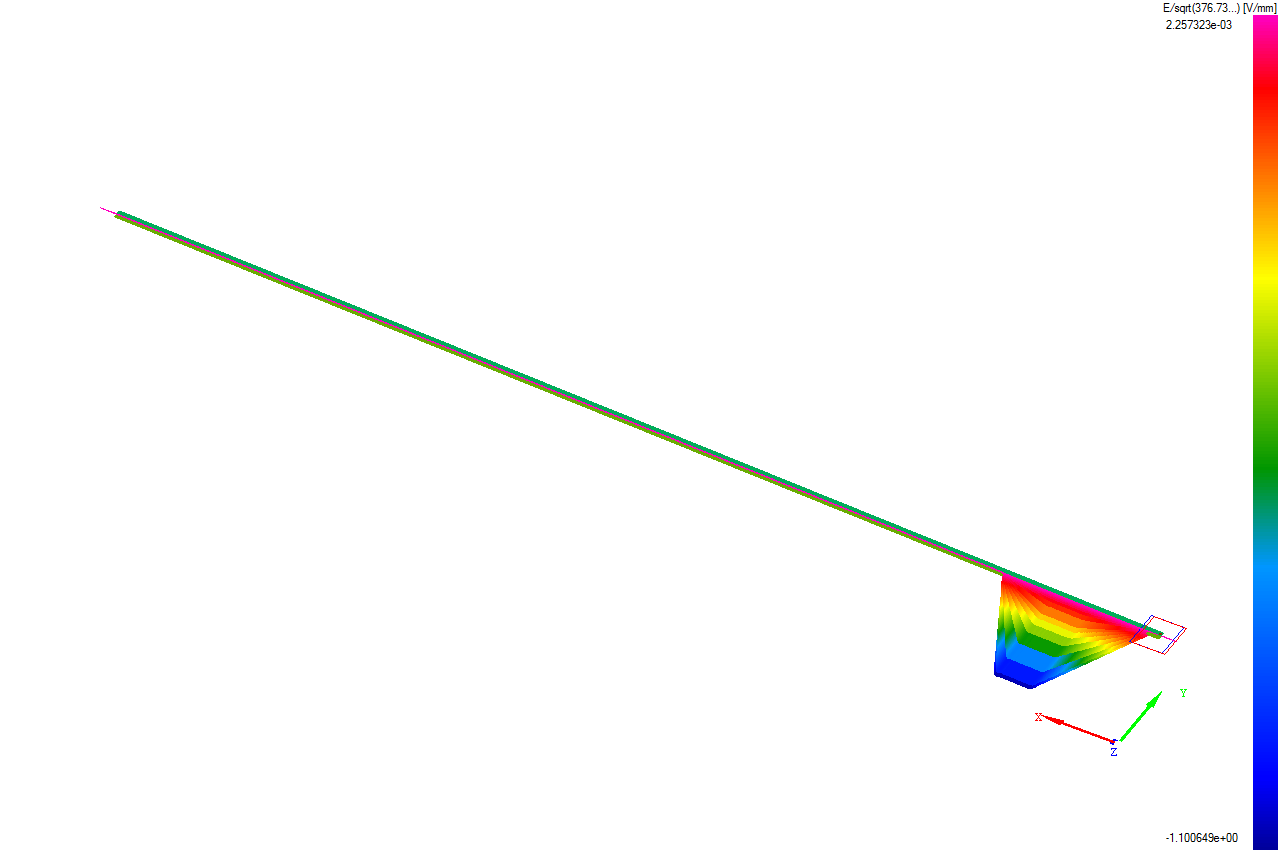 E/sqrt(376.73...) [V/mm]
2.257323e-03
Y
X
Z
-1.100649e+00